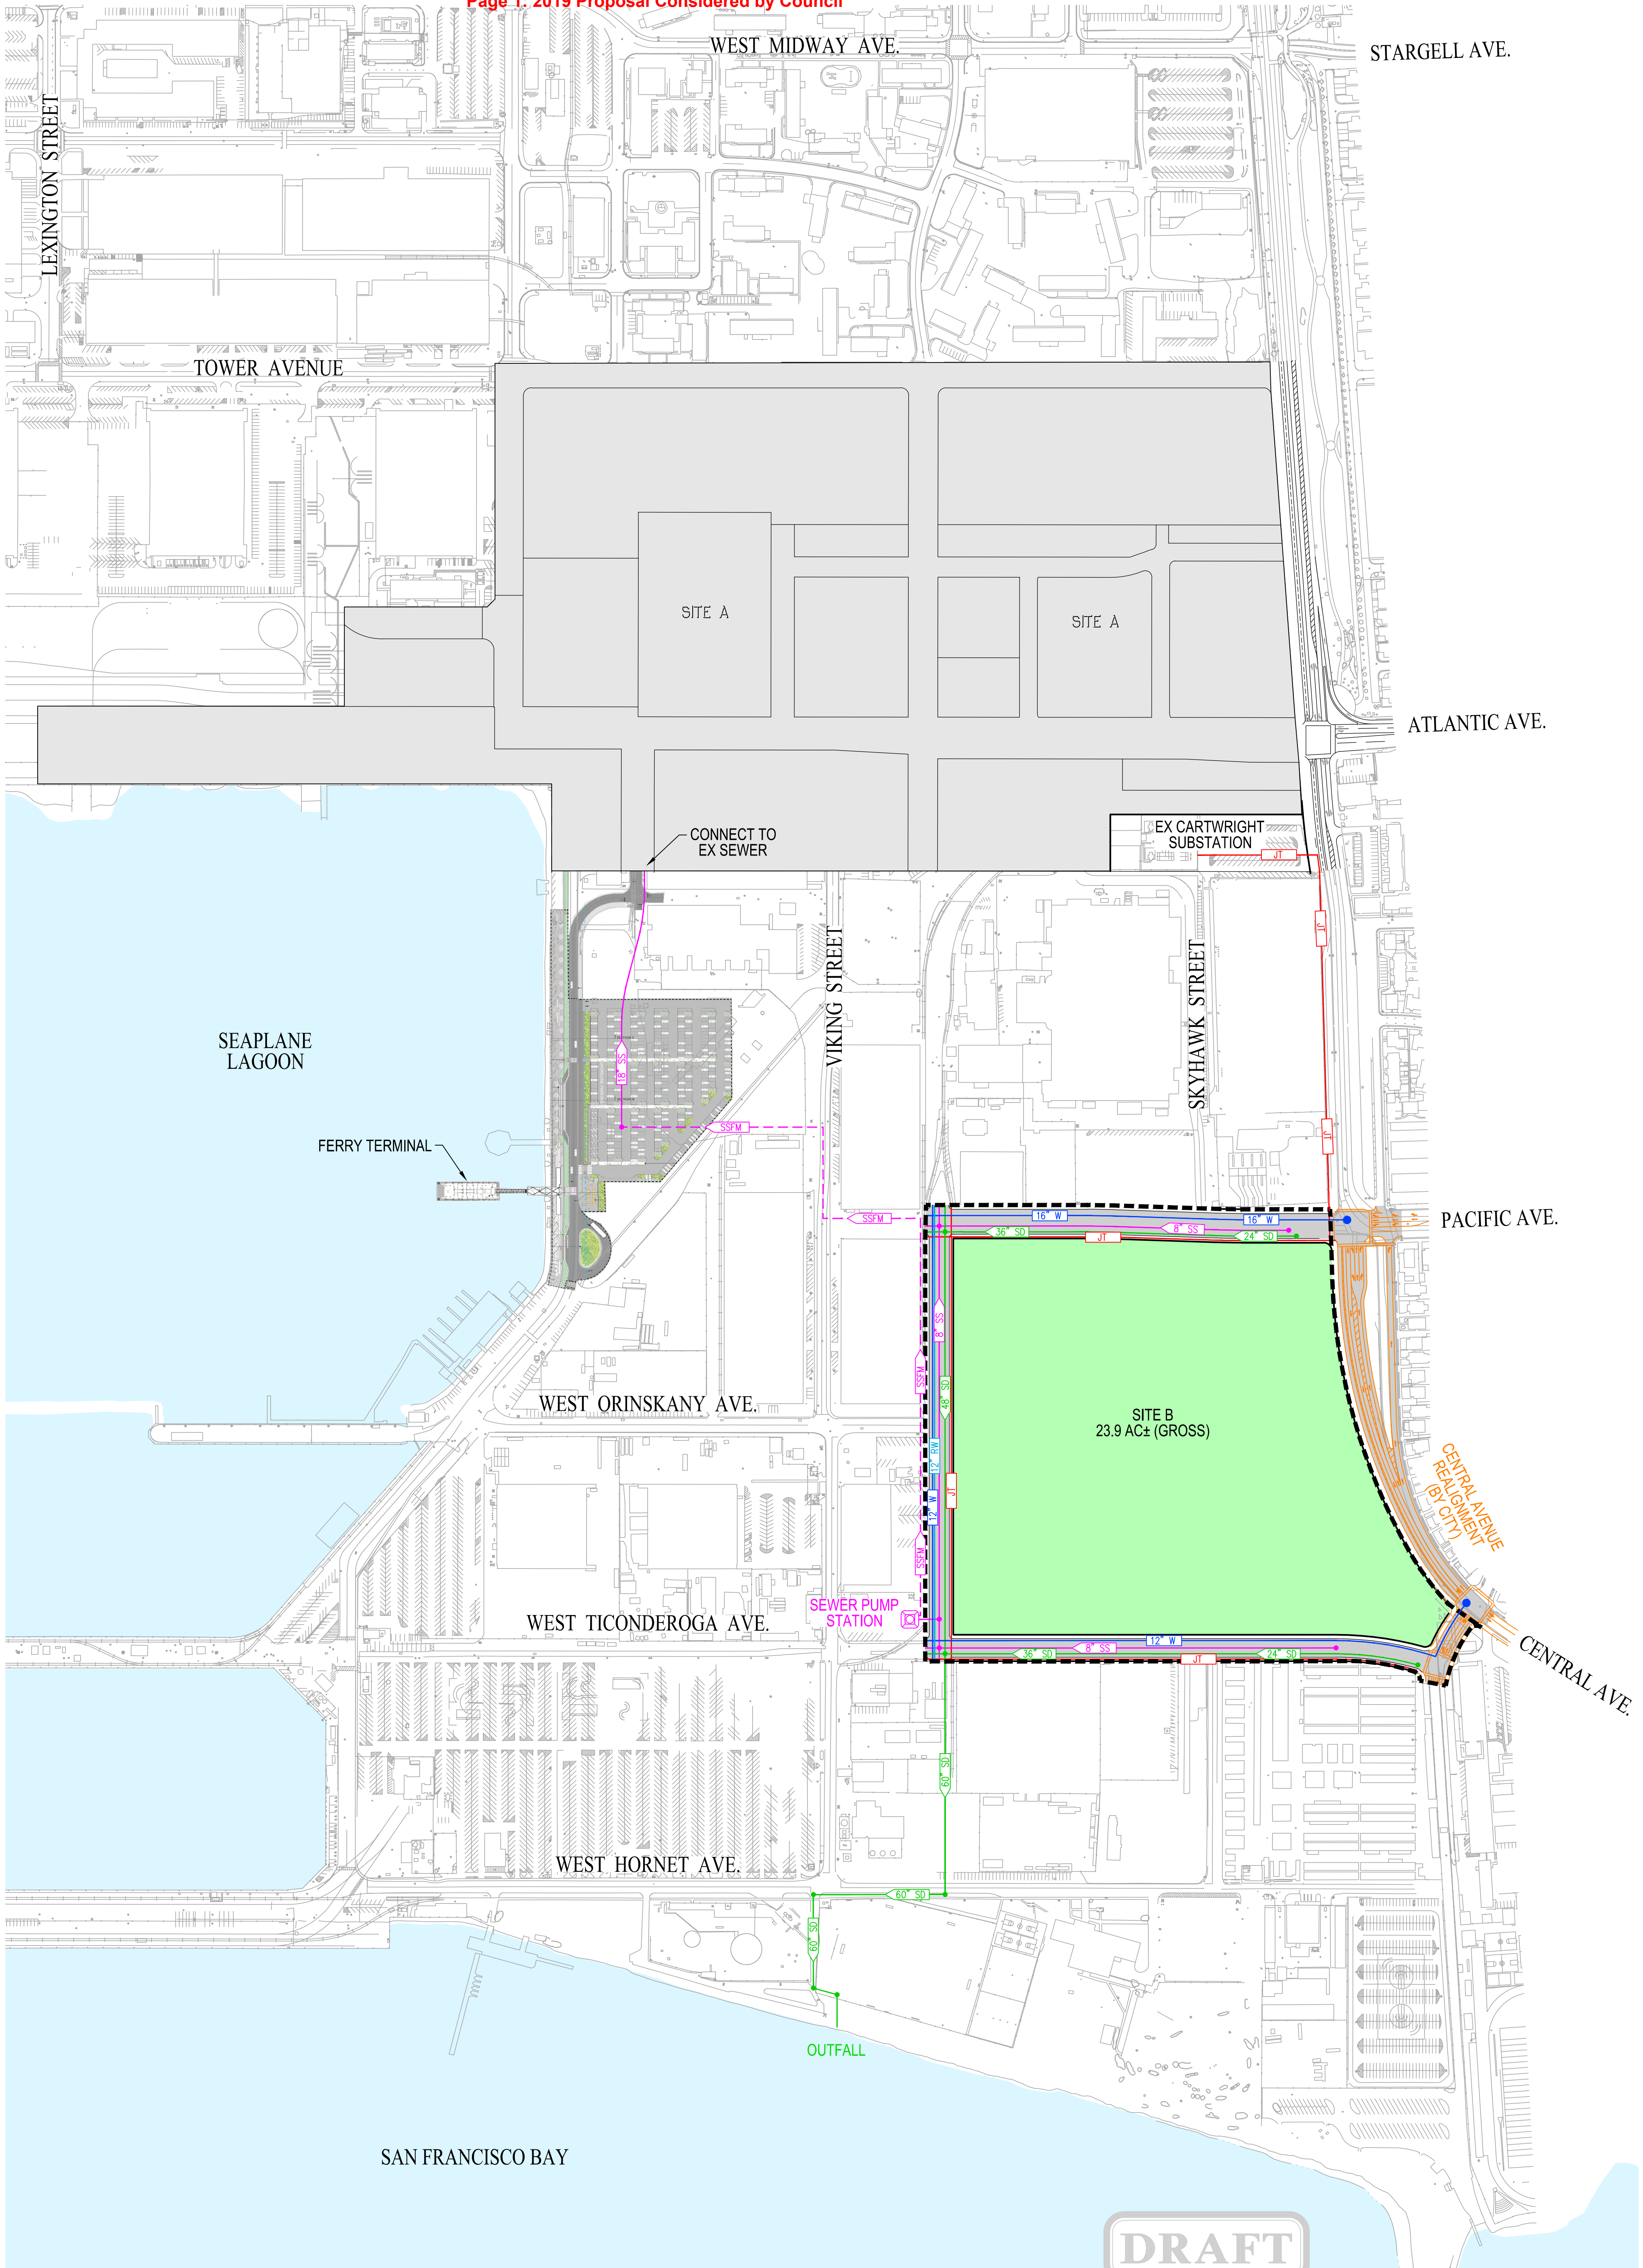 Page 1: 2019 Proposal Considered by Council
WEST MIDWAY AVE.
STARGELL AVE.
LEXINGTON STREET
TOWER AVENUE
SITE A
SITE A
ATLANTIC AVE.
CONNECT TO
EX SEWER
EX CARTWRIGHT
SUBSTATION
JT
JT
VIKING STREET
SKYHAWK STREET
SEAPLANE
LAGOON
18" SS
SSFM
JT
FERRY TERMINAL
SSFM
16" W
16" W
8" SS
36" SD
24" SD
JT
PACIFIC AVE.
8" SS
SSFM
48" SD
WEST ORINSKANY AVE.
SITE B
23.9 AC± (GROSS)
12" RW
12" W
JT
CENTRAL AVENUE
REALIGNMENT
(BY CITY)
SSFM
SEWER PUMP
STATION
WEST TICONDEROGA AVE.
12" W
8" SS
36" SD
24" SD
JT
CENTRAL AVE.
60" SD
WEST HORNET AVE.
60" SD
60" SD
OUTFALL
SAN FRANCISCO BAY
DRAFT